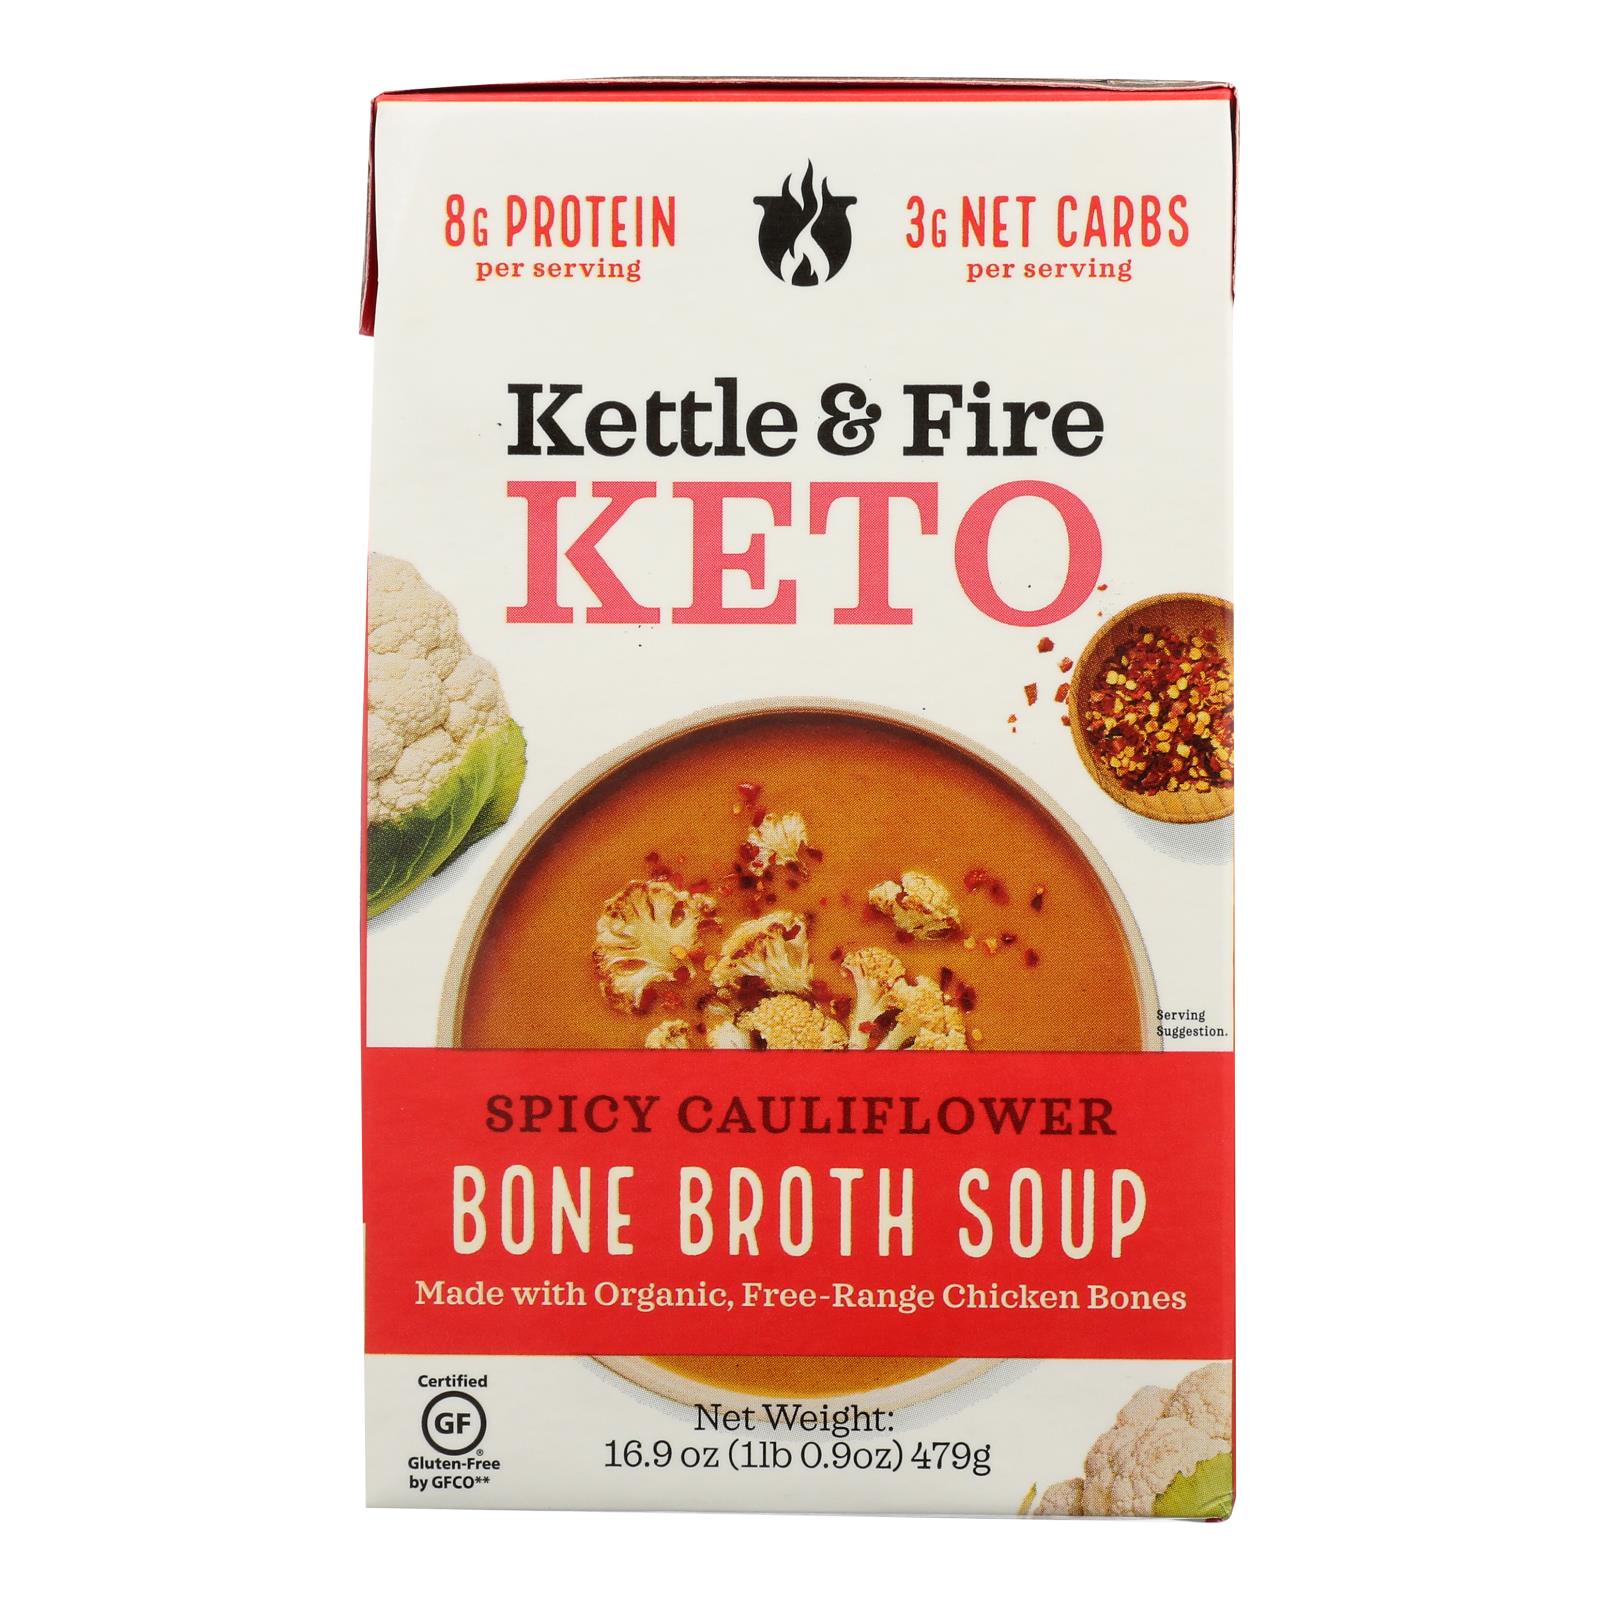 8G PROTEIN
per serving
3G NET CARBS
per serving
Kettle & Fire
KETO
Serving
Suggestion.
SPICY CAULIFLOWER
BONE BROTH SOUP
Made with Organic, Free-Range Chicken Bones
Certified
GF®
Gluten-Free
by GFCO**
Net Weight:
16.9 oz (1lb 0.9oz) 479g